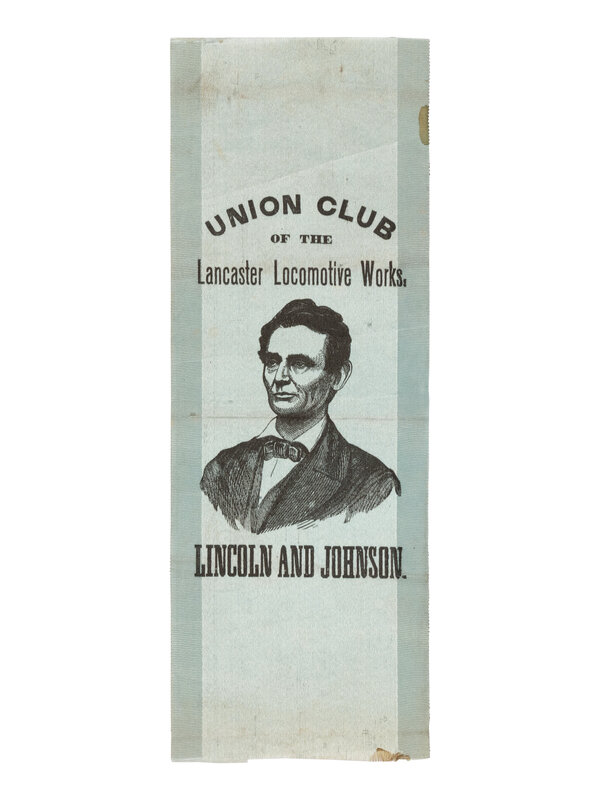 UNION CLUB
OF THE
Lancaster Locomotive Works.
LINCOLN AND JOHNSON.